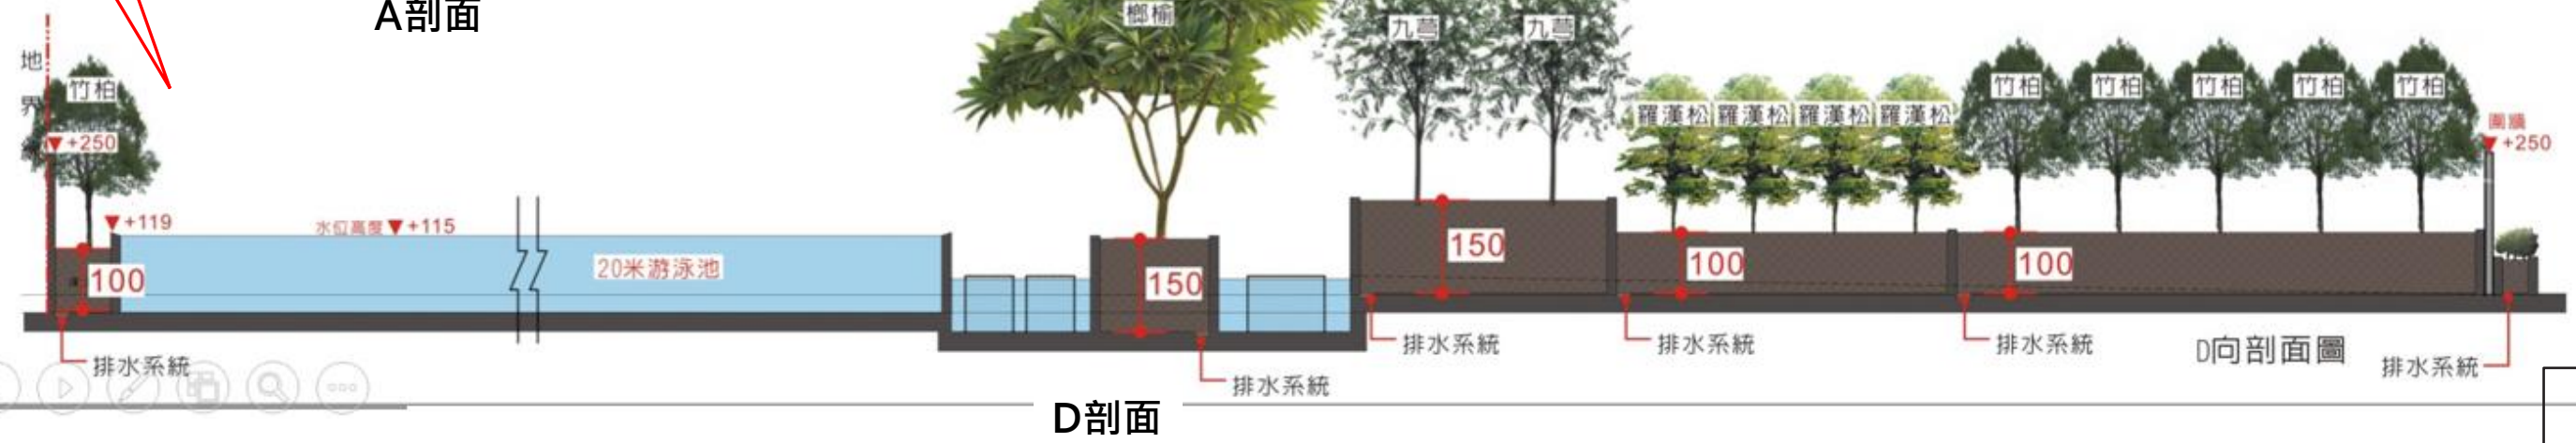 A剖面
榔榆
九芎
九芎
地
界
竹柏
羅漢松
羅漢松
羅漢松
羅漢松
竹柏
竹柏
竹柏
竹柏
竹柏
圍牆
+250
+250
+119
水位高度
+115
20米游泳池
100
150
150
100
100
排水系統
排水系統
排水系統
排水系統
排水系統
排水系統
D向剖面圖
D剖面